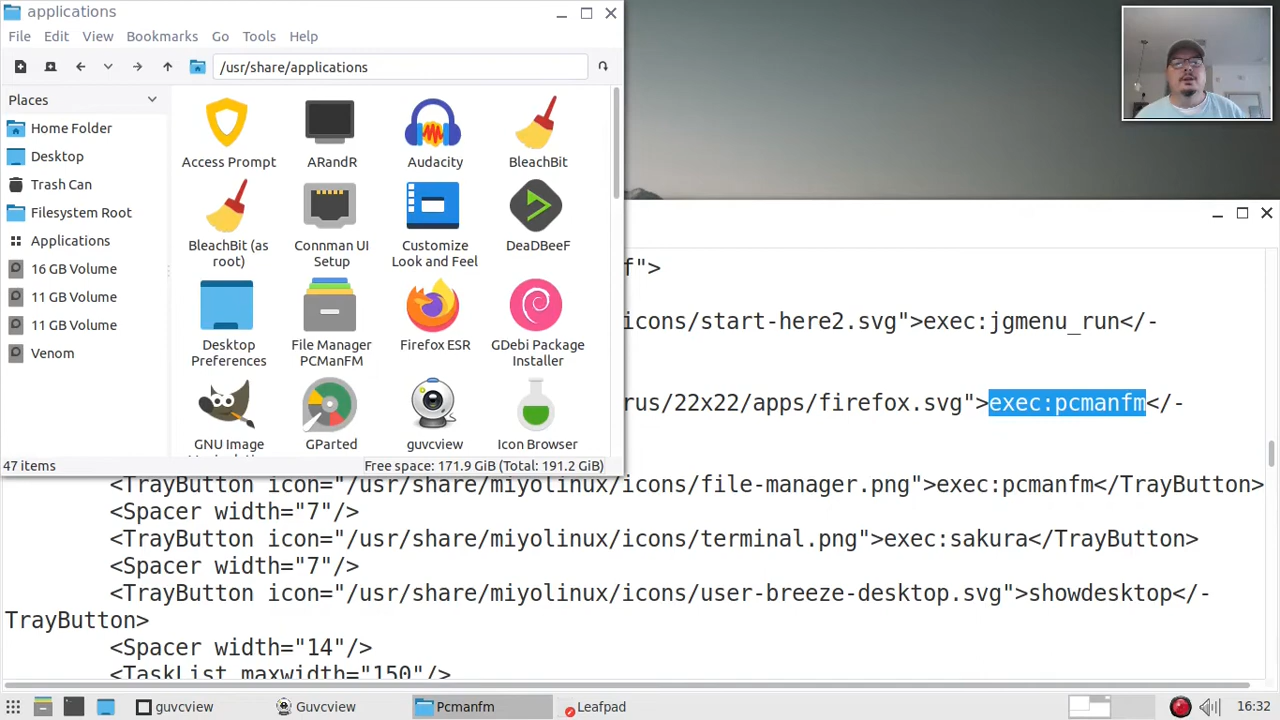 applications
File Edit View Bookmarks Go Tools Help
/usr/share/applications
Places
Home Folder
Desktop
Trash Can
Filesystem Root
Applications
16 GB Volume
11 GB Volume
11 GB Volume
Venom
Access Prompt
ARandR
Audacity
BleachBit
BleachBit (as
root)
Connman UI
Setup
Customize
Look and Feel
DeaDBeeF
Desktop
Preferences
File Manager
PCManFM
Firefox ESR
GDebi Package
Installer
GNU Image
GParted
guvcview
Icon Browser
47 items
Free space: 171.9 GiB (Total: 191.2 GiB)
f">
icons/start-here2.svg">exec:jgmenu_run</-
rus/22x22/apps/firefox.svg">exec:pcmanfm</-
<TrayButton icon="/usr/share/miyolinux/icons/file-manager.png">exec:pcmanfm</TrayButton>
<Spacer width="7"/>
<TrayButton icon="/usr/share/miyolinux/icons/terminal.png">exec:sakura</TrayButton>
<Spacer width="7"/>
<TrayButton icon="/usr/share/miyolinux/icons/user-breeze-desktop.svg">showdesktop</-
TrayButton>
<Spacer width="14"/>
<TaskList maxwidth="150"/>
guvcview
Guvcview
Pcmanfm
Leafpad
16:32